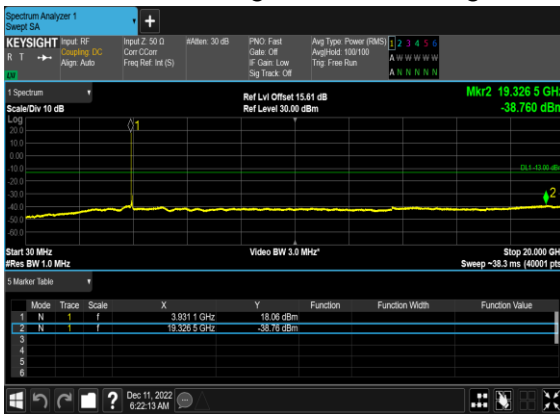 Spectrum Analyzer 1
Swept SA
+
KEYSIGHT Input: RF Input Z: 50 Ω #Atten: 30 dB PNO: Fast Avg Type: Power (RMS) 1 2 3 4 5 6
R T Coupling: DC Corr CCorr Gate: Off Avg|Hold: 100/100 A W W W W W
Align: Auto Freq Ref: Int (S) IF Gain: Low Trig: Free Run
Sig Track: Off A N N N N N
1 Spectrum Ref Lvl Offset 15.61 dB Mkr2 19.326 5 GHz
Scale/Div 10 dB Ref Level 30.00 dBm -38.760 dBm
Log
20.0 1
10.0
0.00
-10.0 DL1 -13.00 dBm
-20.0
-30.0 2
-40.0
-50.0
-60.0
Start 30 MHz Video BW 3.0 MHz* Stop 20.000 GH
#Res BW 1.0 MHz Sweep ~38.3 ms (40001 pts
5 Marker Table
Mode Trace Scale X Y Function Function Width Function Value
1 N 1 f 3.931 1 GHz 18.06 dBm
2 N 1 f 19.326 5 GHz -38.76 dBm
3
4
5
6
? Dec 11, 2022
6:22:13 AM